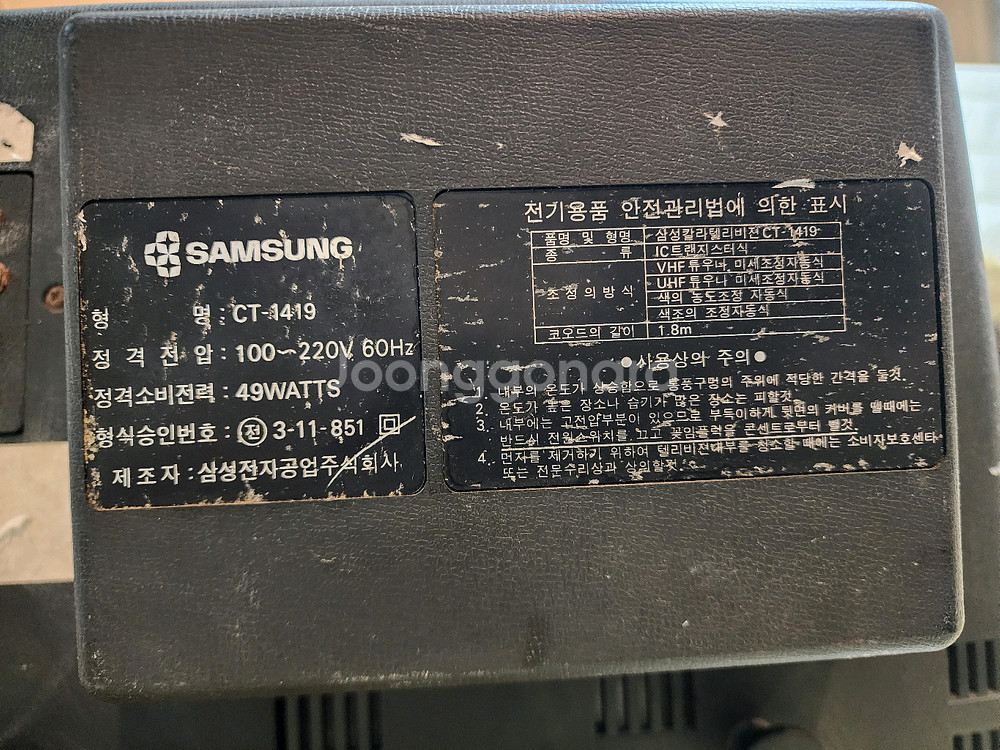 SAMSUNG
형 명 : CT-1419
정격전압 : 100~220V 60Hz
정격소비전력 : 49WATTS
형식승인번호 : 전 3-11-851
제조자 : 삼성전자공업주식회사
전기용품 안전관리법에 의한 표시
품명 및 형명 삼성칼라텔리비젼 CT-1419
종 류 IC트랜지스터식
조정의방식
VHF 튜우너 미세조정자동식
UHF 튜우너 미세조정자동식
색의 농도조정 자동식
색조의 조정자동식
코오드의 길이 1.8m
●사용상의 주의●
1. 내부의 온도가 상승함으로 통풍구멍의 주위에 적당한 간격을 둘것.
2. 온도가 높은 장소나 습기가 많은 장소는 피할것.
3. 내부에는 고전압부분이 있으므로 부득이하게 뒷면의 커버를 뗄때에는
반드시 전원스위치를 끄고 꽂임플럭을 콘센트로부터 뺄것.
4. 먼지를 제거하기 위하여 텔리비젼내부를 청소할 때에는 소비자보호센타
또는 전문수리상과 상의할것.
Joonggonara